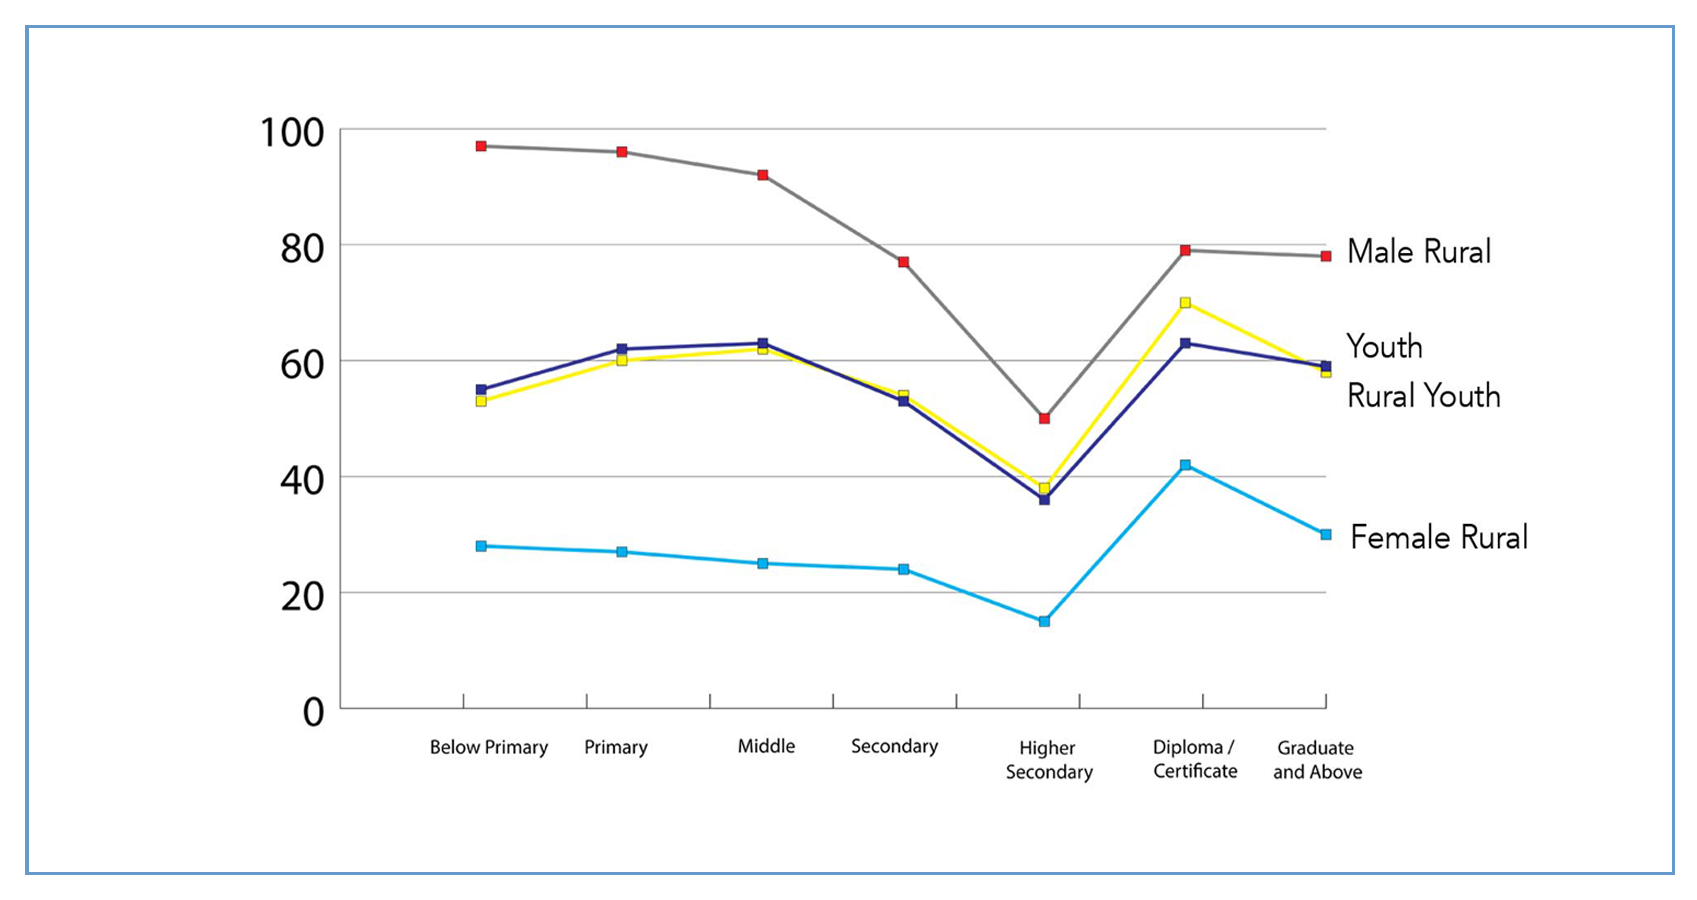 100
80
60
40
20
0
Male Rural
Youth
Rural Youth
Female Rural
Below Primary
Primary
Middle
Secondary
Higher
Secondary
Diploma /
Certificate
Graduate
and Above